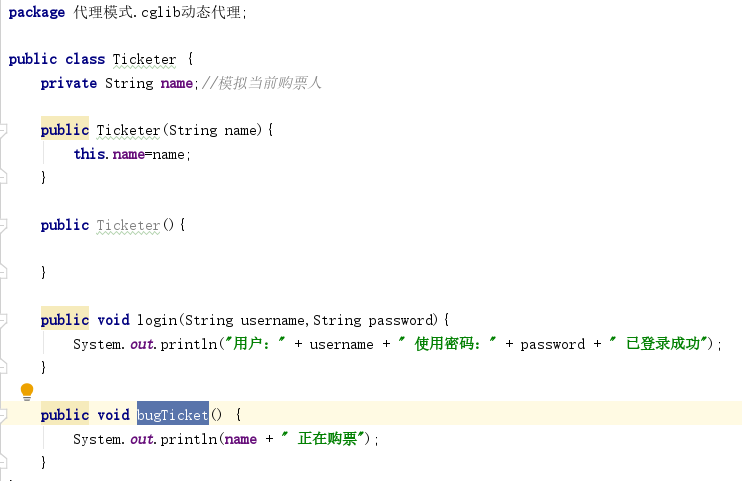 package 代理模式.cglib动态代理;
public class Ticketer {
private String name;//模拟当前购票人
public Ticketer(String name){
this.name=name;
}
public Ticketer(){
}
public void login(String username,String password){
System.out.println("用户：" + username + " 使用密码：" + password + " 已登录成功");
}
public void bugTicket() {
System.out.println(name + " 正在购票");
}